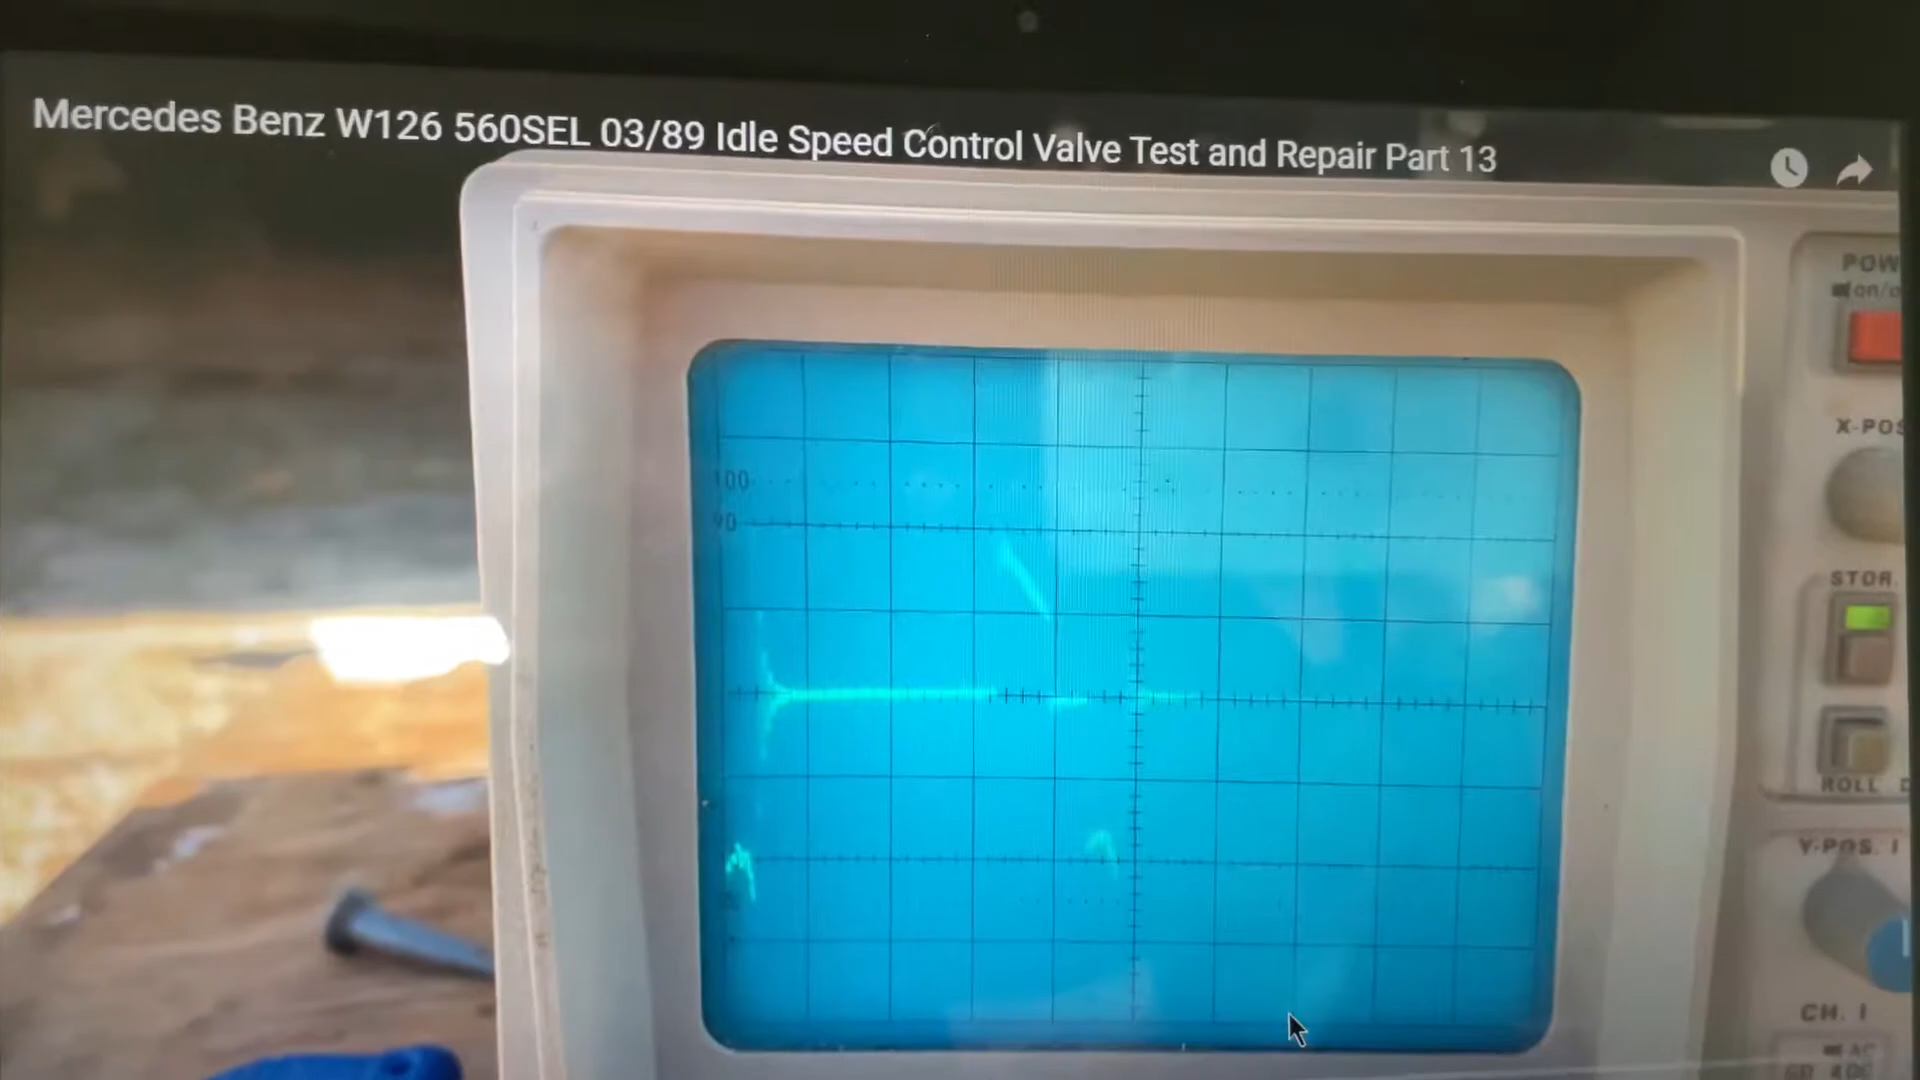 Mercedes Benz W126 560SEL 03/89 Idle Speed Control Valve Test and Repair Part 13
POW
on/o
X-POS
100
90
STOR.
ROLL
Y-POS. I
CH. I